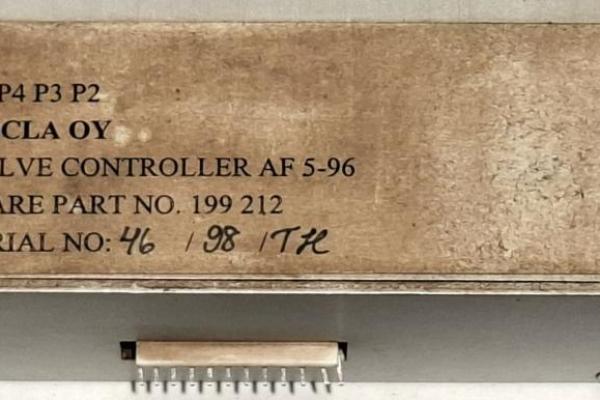 P4 P3 P2
CLA OY
LVE CONTROLLER AF 5-96
ARE PART NO. 199 212
RIAL NO: 46 / 98 / TH